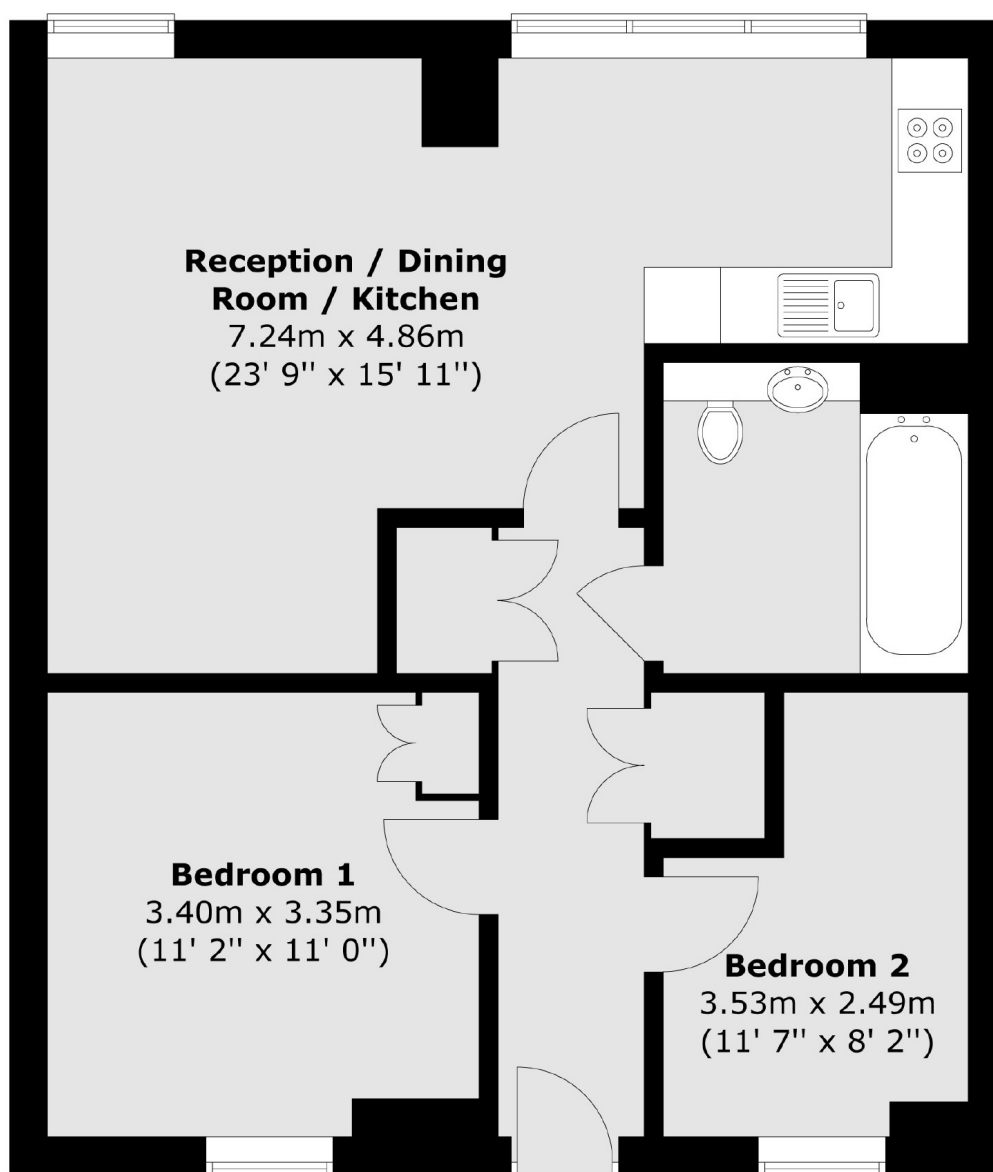 Reception / Dining
Room / Kitchen
7.24m x 4.86m
(23' 9'' x 15' 11'')
Bedroom 1
3.40m x 3.35m
(11' 2'' x 11' 0'')
Bedroom 2
3.53m x 2.49m
(11' 7'' x 8' 2'')